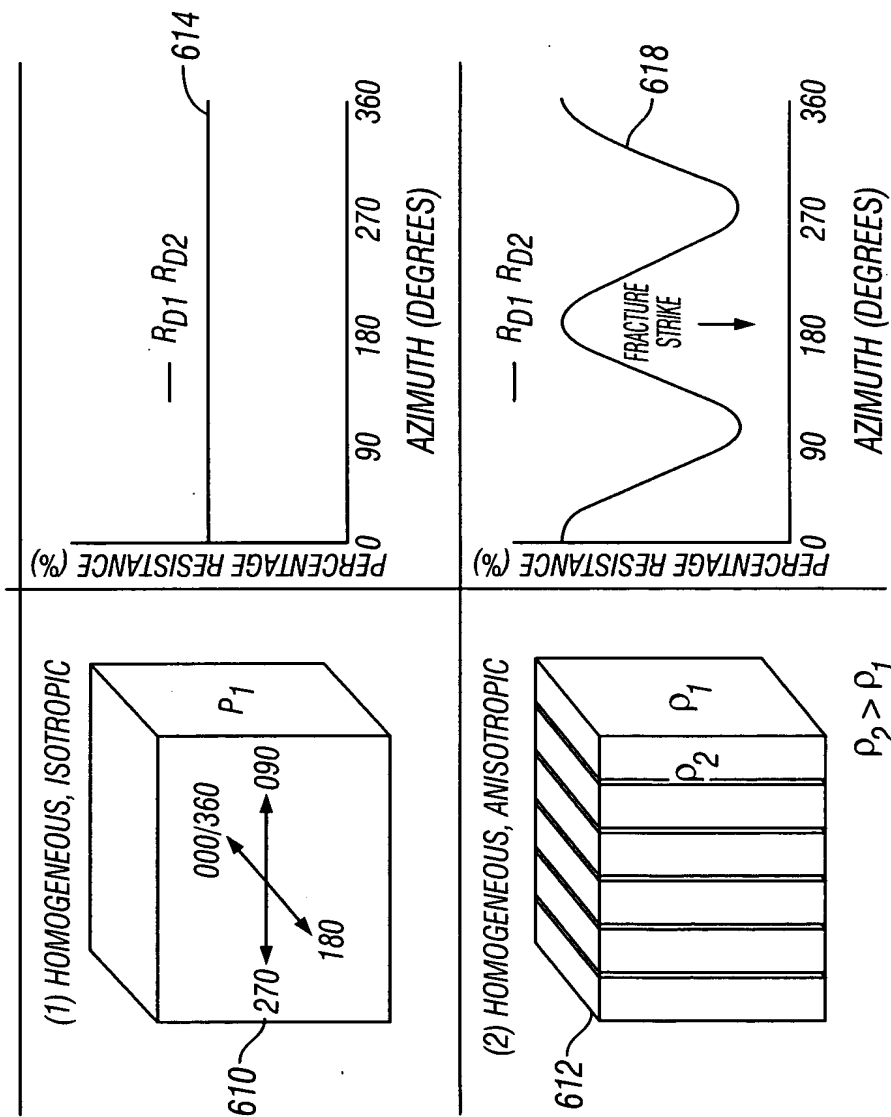 (1) HOMOGENEOUS, ISOTROPIC
P1
000/360
090
270
180
610
PERCENTAGE RESISTANCE (%)
RD1 RD2
614
0 90 180 270 360
AZIMUTH (DEGREES)
(2) HOMOGENEOUS, ANISOTROPIC
612
ρ1
ρ2
ρ2 > ρ1
PERCENTAGE RESISTANCE (%)
RD1 RD2
FRACTURE
STRIKE
618
0 90 180 270 360
AZIMUTH (DEGREES)